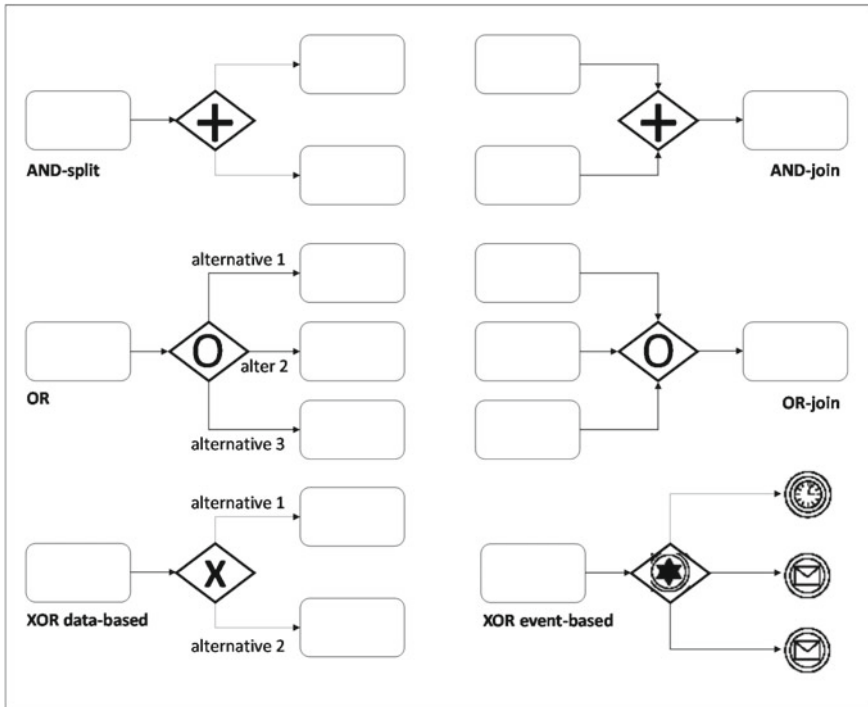 AND-split
AND-join
alternative 1
alter 2
OR
alternative 3
O
O
OR-join
alternative 1
X
XOR data-based
alternative 2
XOR event-based